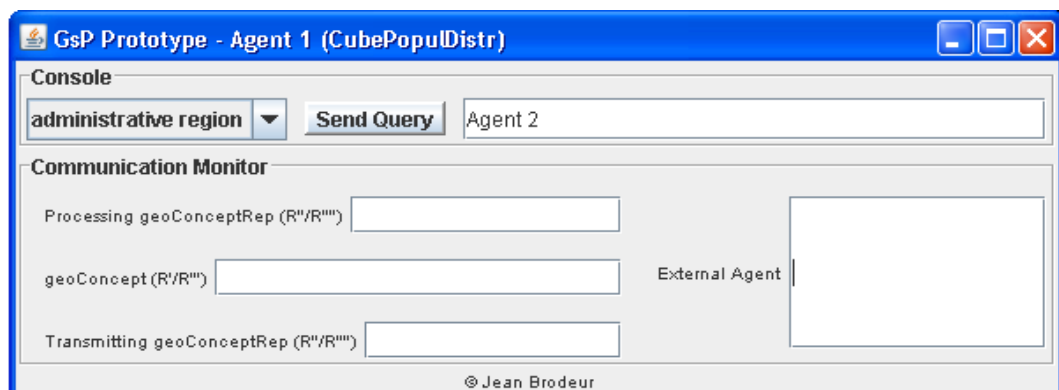 GsP Prototype - Agent 1 (CubePopulDistr)
Console
administrative region Send Query Agent 2
Communication Monitor
Processing geoConceptRep (R''/R'''')
geoConcept (R'/R''')
External Agent
Transmitting geoConceptRep (R''/R'''')
© Jean Brodeur